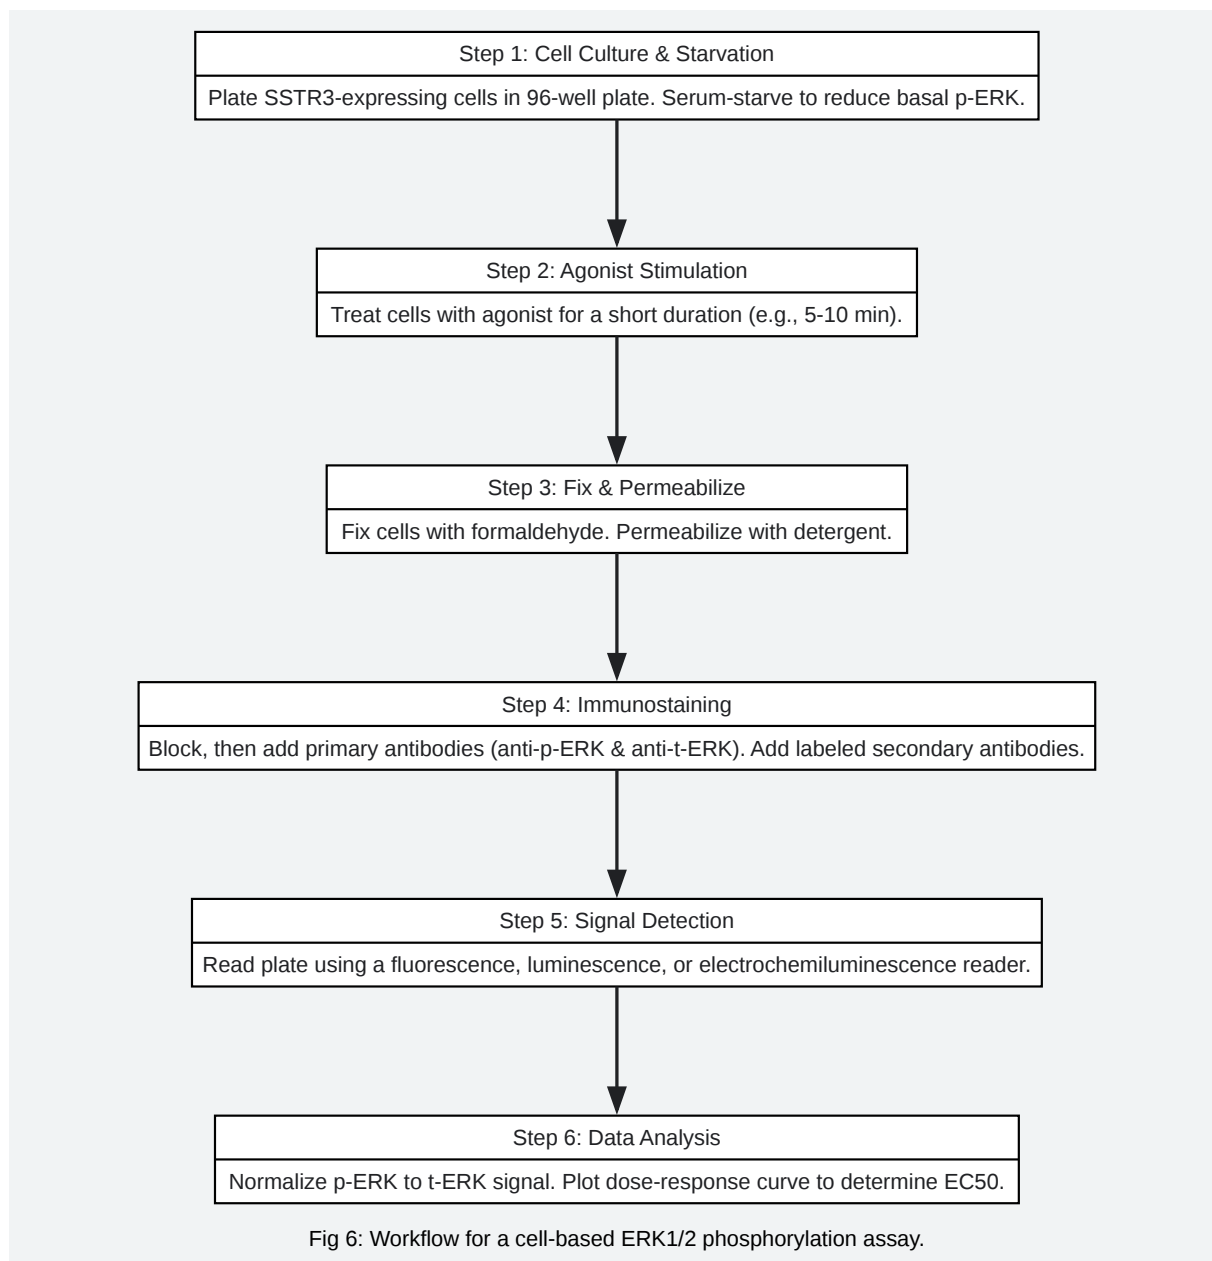 Step 1: Cell Culture & Starvation
Plate SSTR3-expressing cells in 96-well plate. Serum-starve to reduce basal p-ERK.
Step 2: Agonist Stimulation
Treat cells with agonist for a short duration (e.g., 5-10 min).
Step 3: Fix & Permeabilize
Fix cells with formaldehyde. Permeabilize with detergent.
Step 4: Immunostaining
Block, then add primary antibodies (anti-p-ERK & anti-t-ERK). Add labeled secondary antibodies.
Step 5: Signal Detection
Read plate using a fluorescence, luminescence, or electrochemiluminescence reader.
Step 6: Data Analysis
Normalize p-ERK to t-ERK signal. Plot dose-response curve to determine EC50.
Fig 6: Workflow for a cell-based ERK1/2 phosphorylation assay.